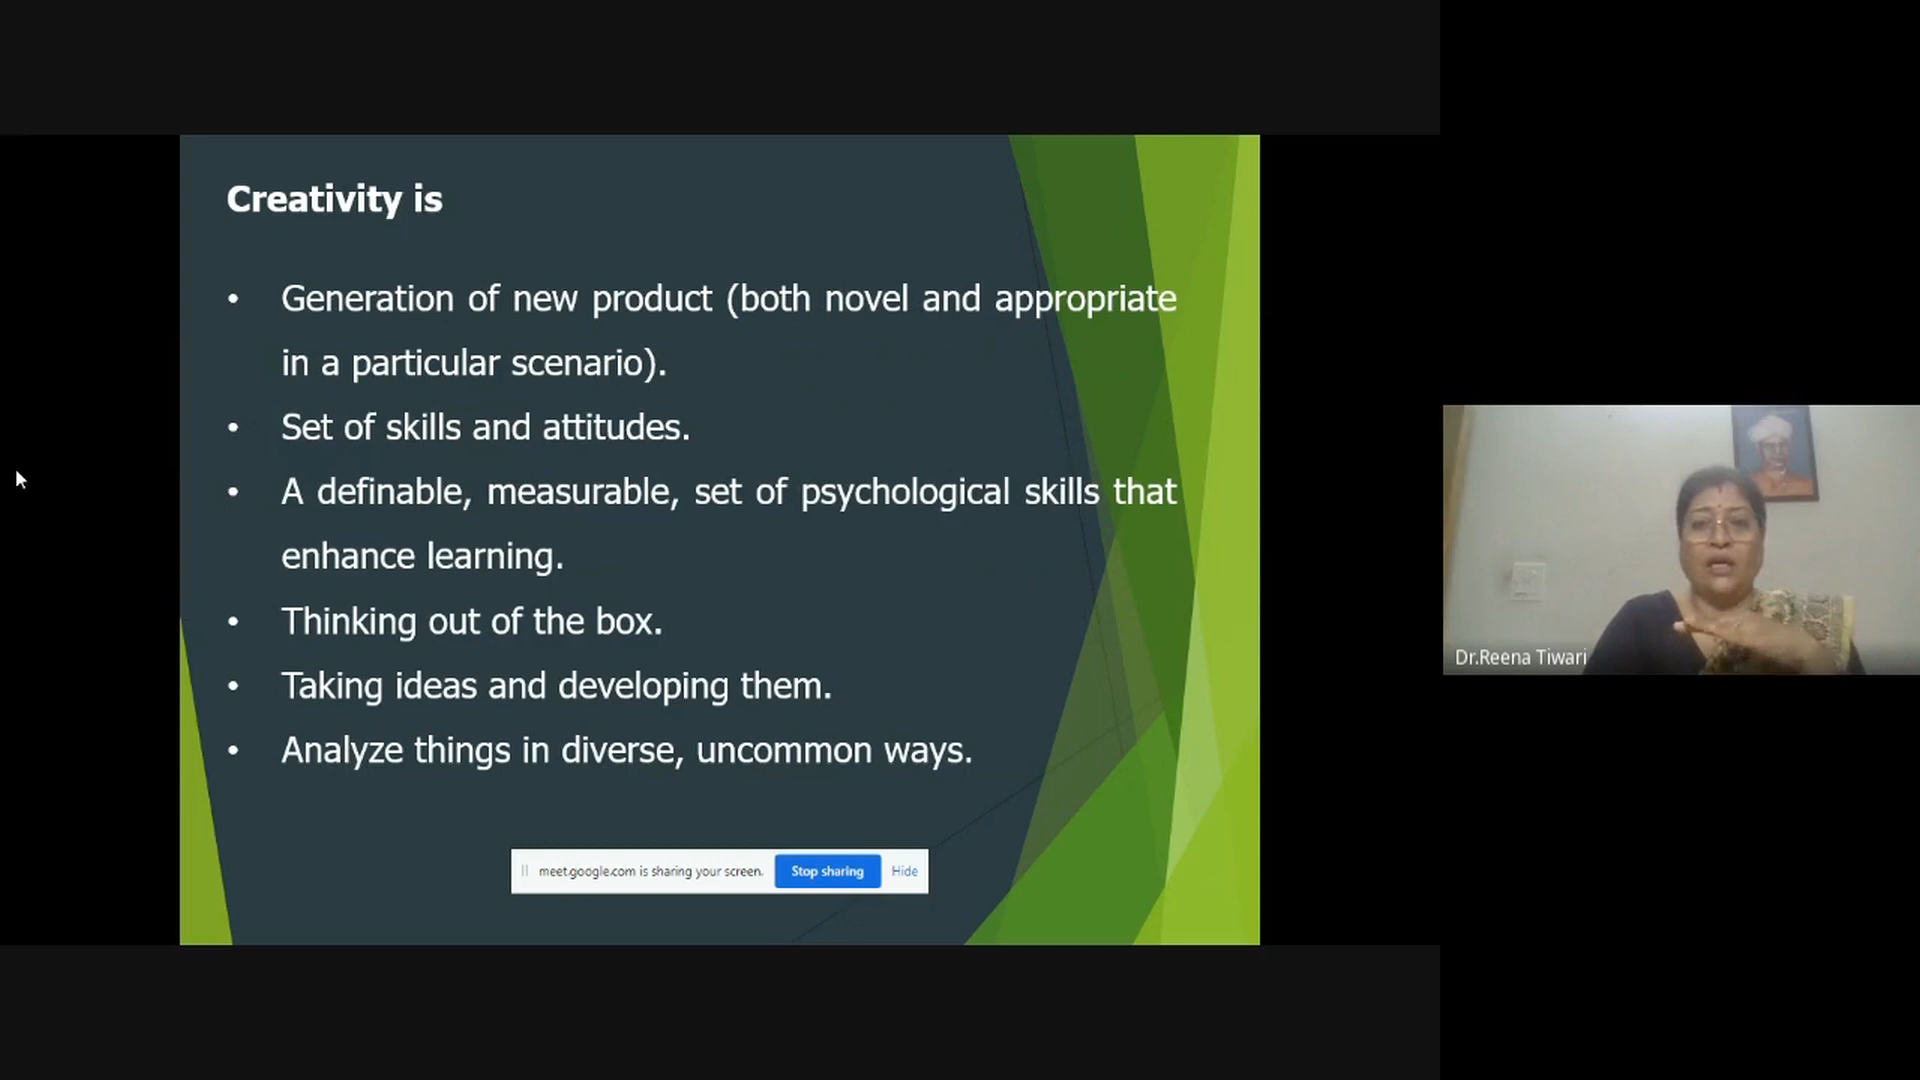 Creativity is
• Generation of new product (both novel and appropriate
in a particular scenario).
• Set of skills and attitudes.
• A definable, measurable, set of psychological skills that
enhance learning.
• Thinking out of the box.
• Taking ideas and developing them.
• Analyze things in diverse, uncommon ways.
meet.google.com is sharing your screen. Stop sharing Hide
Dr.Reena Tiwari